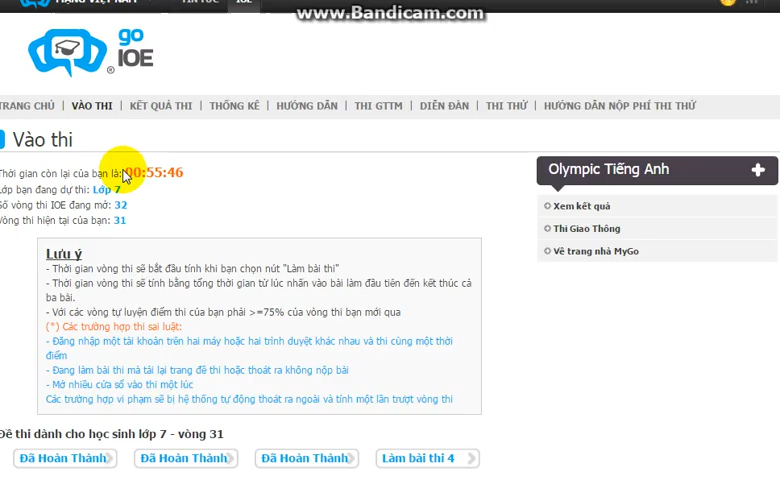 MẠNG VIỆT NAM TIN TỨC IOE
www.Bandicam.com
go
IOE ®
TRANG CHỦ | VÀO THI | KẾT QUẢ THI | THỐNG KÊ | HƯỚNG DẪN | THI GTTM | DIỄN ĐÀN | THI THỬ | HƯỚNG DẪN NỘP PHÍ THI THỬ
Vào thi
Thời gian còn lại của bạn là: 00:55:46
Lớp bạn đang dự thi: Lớp 7
Số vòng thi IOE đang mở: 32
Vòng thi hiện tại của bạn: 31
Olympic Tiếng Anh
Xem kết quả
Thi Giao Thông
Về trang nhà MyGo
Lưu ý
- Thời gian vòng thi sẽ bắt đầu tính khi bạn chọn nút "Làm bài thi"
- Thời gian vòng thi sẽ tính bằng tổng thời gian từ lúc nhấn vào bài làm đầu tiên đến kết thúc cả
ba bài.
- Với các vòng tự luyện điểm thi của bạn phải >=75% của vòng thi bạn mới qua
(*) Các trường hợp thi sai luật:
- Đăng nhập một tài khoản trên hai máy hoặc hai trình duyệt khác nhau và thi cùng một thời
điểm
- Đang làm bài thi mà tải lại trang đề thi hoặc thoát ra không nộp bài
- Mở nhiều cửa sổ vào thi một lúc
Các trường hợp vi phạm sẽ bị hệ thống tự động thoát ra ngoài và tính một lần trượt vòng thi
Đề thi dành cho học sinh lớp 7 - vòng 31
Đã Hoàn Thành Đã Hoàn Thành Đã Hoàn Thành Làm bài thi 4